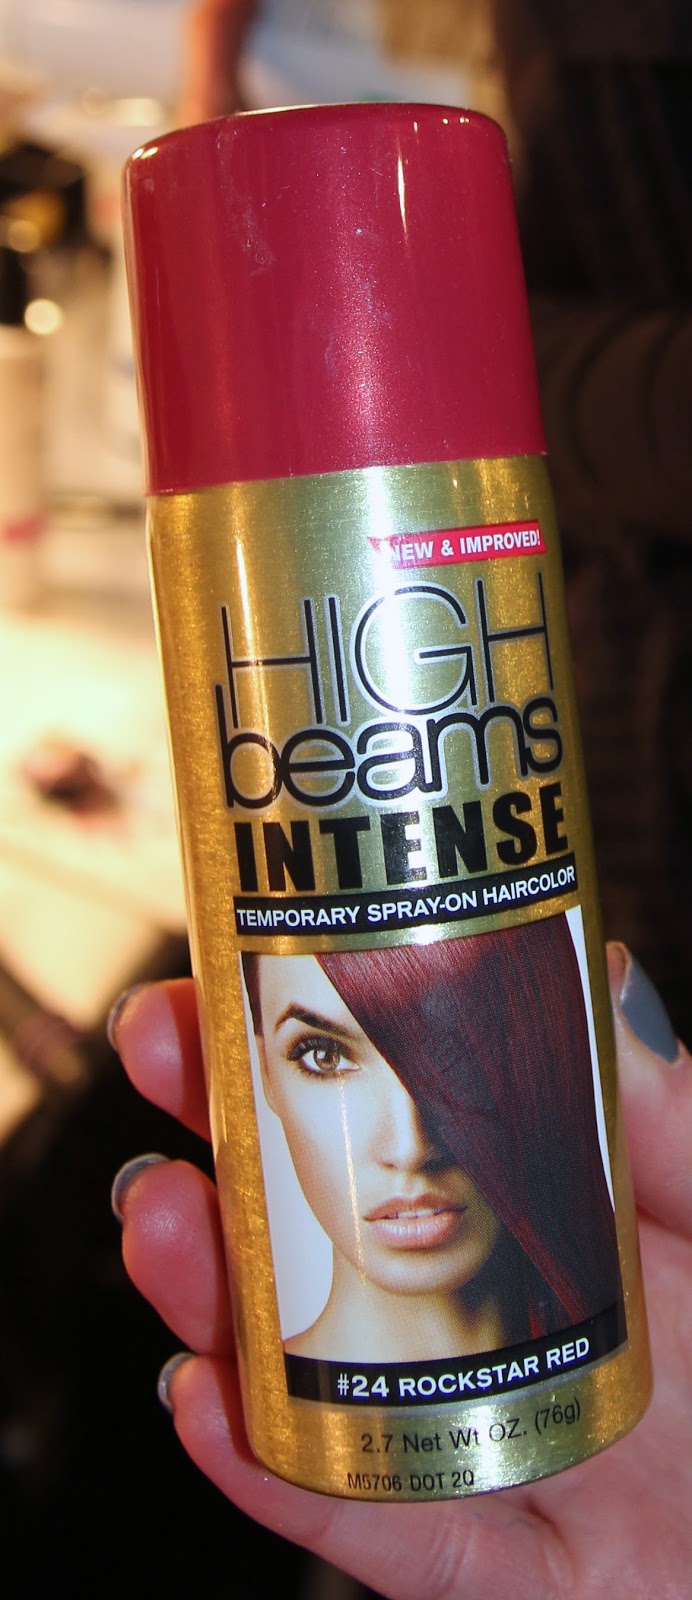 NEW & IMPROVED!
HIGH
beams
INTENSE
TEMPORARY SPRAY-ON HAIRCOLOR
#24 ROCKSTAR RED
2.7 Net Wt OZ. (76g)
M5706 DOT 2Q